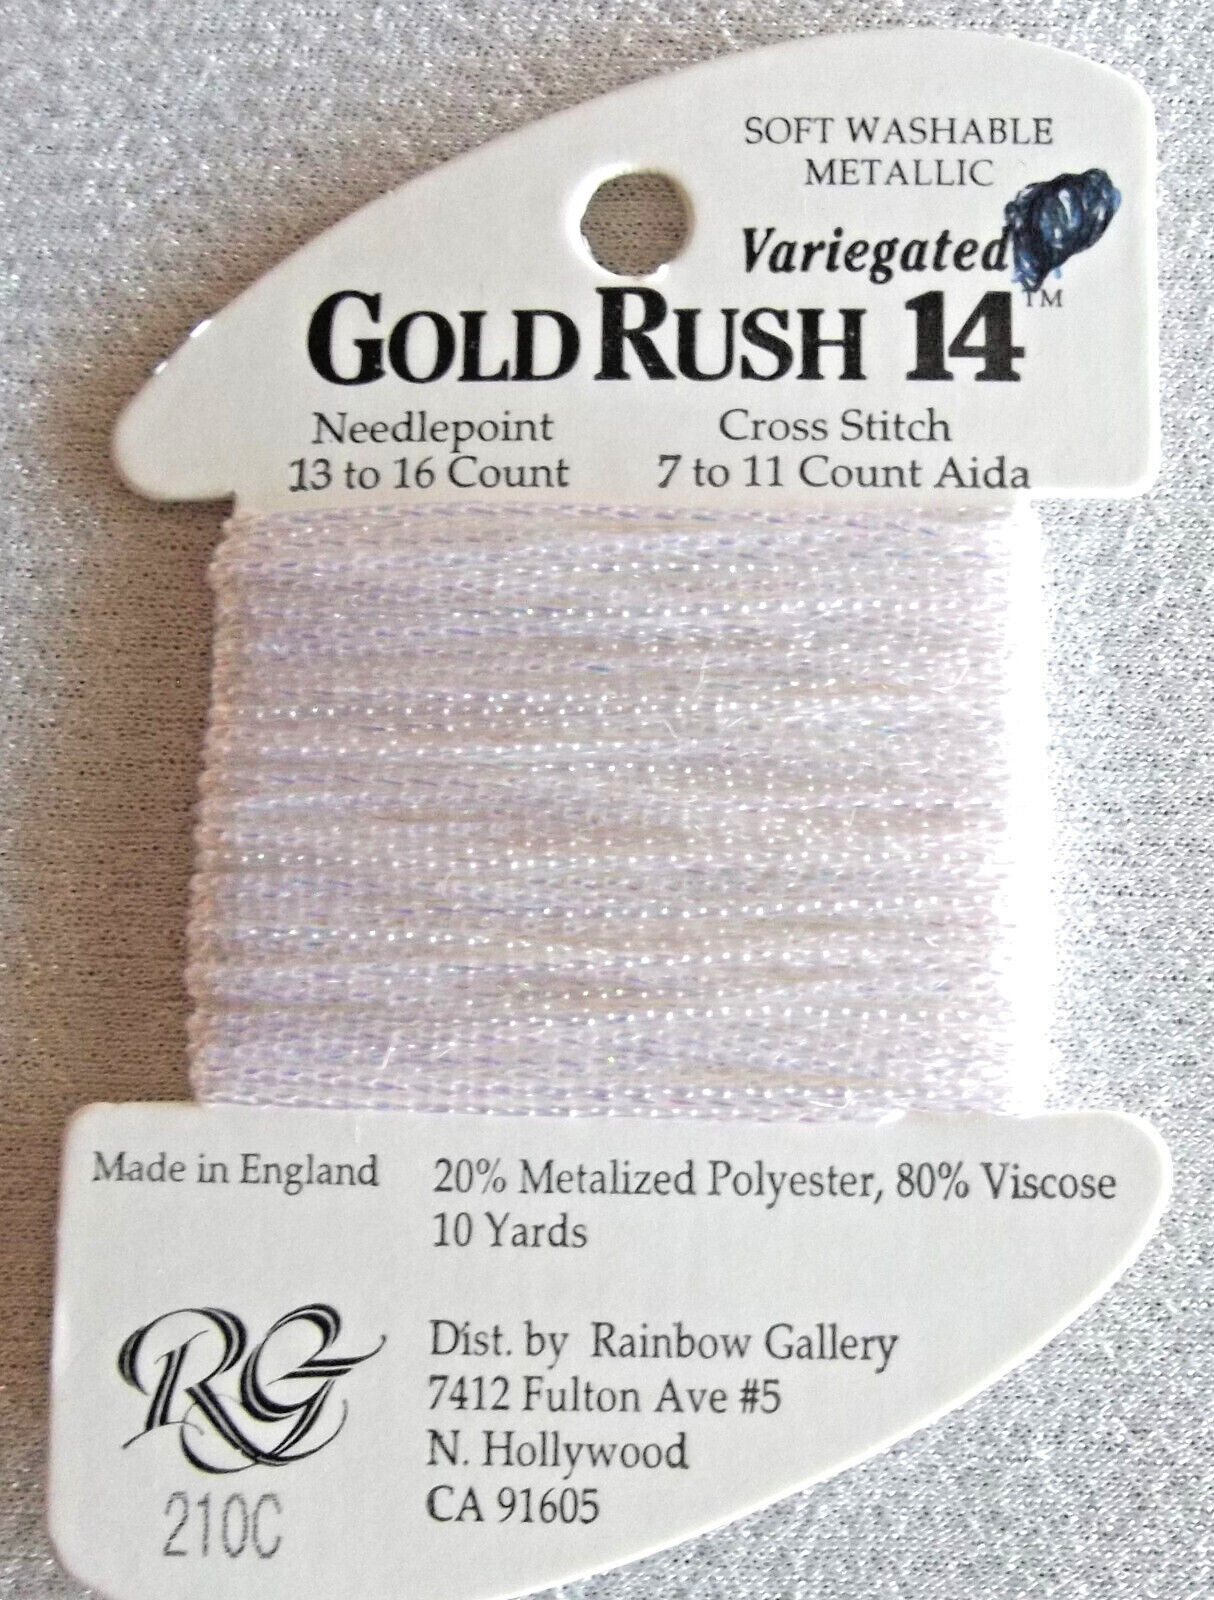 SOFT WASHABLE
METALLIC
Variegated
GOLD RUSH 14™
Needlepoint
13 to 16 Count
Cross Stitch
7 to 11 Count Aida
Made in England
20% Metalized Polyester, 80% Viscose
10 Yards
RG
210C
Dist. by Rainbow Gallery
7412 Fulton Ave #5
N. Hollywood
CA 91605